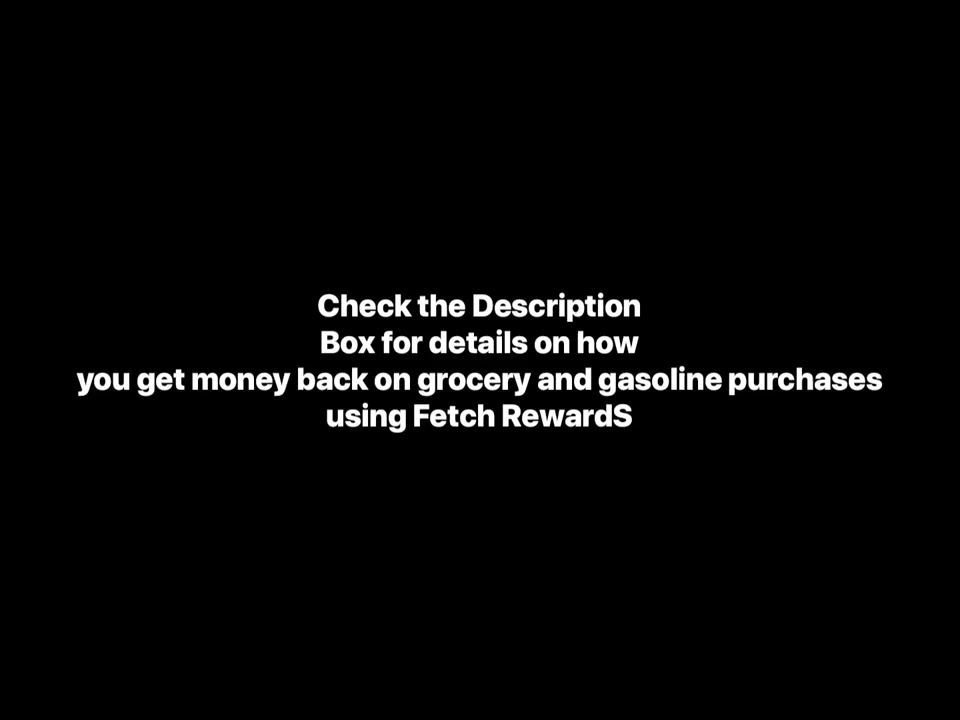 Check the Description
Box for details on how
you get money back on grocery and gasoline purchases
using Fetch RewardS